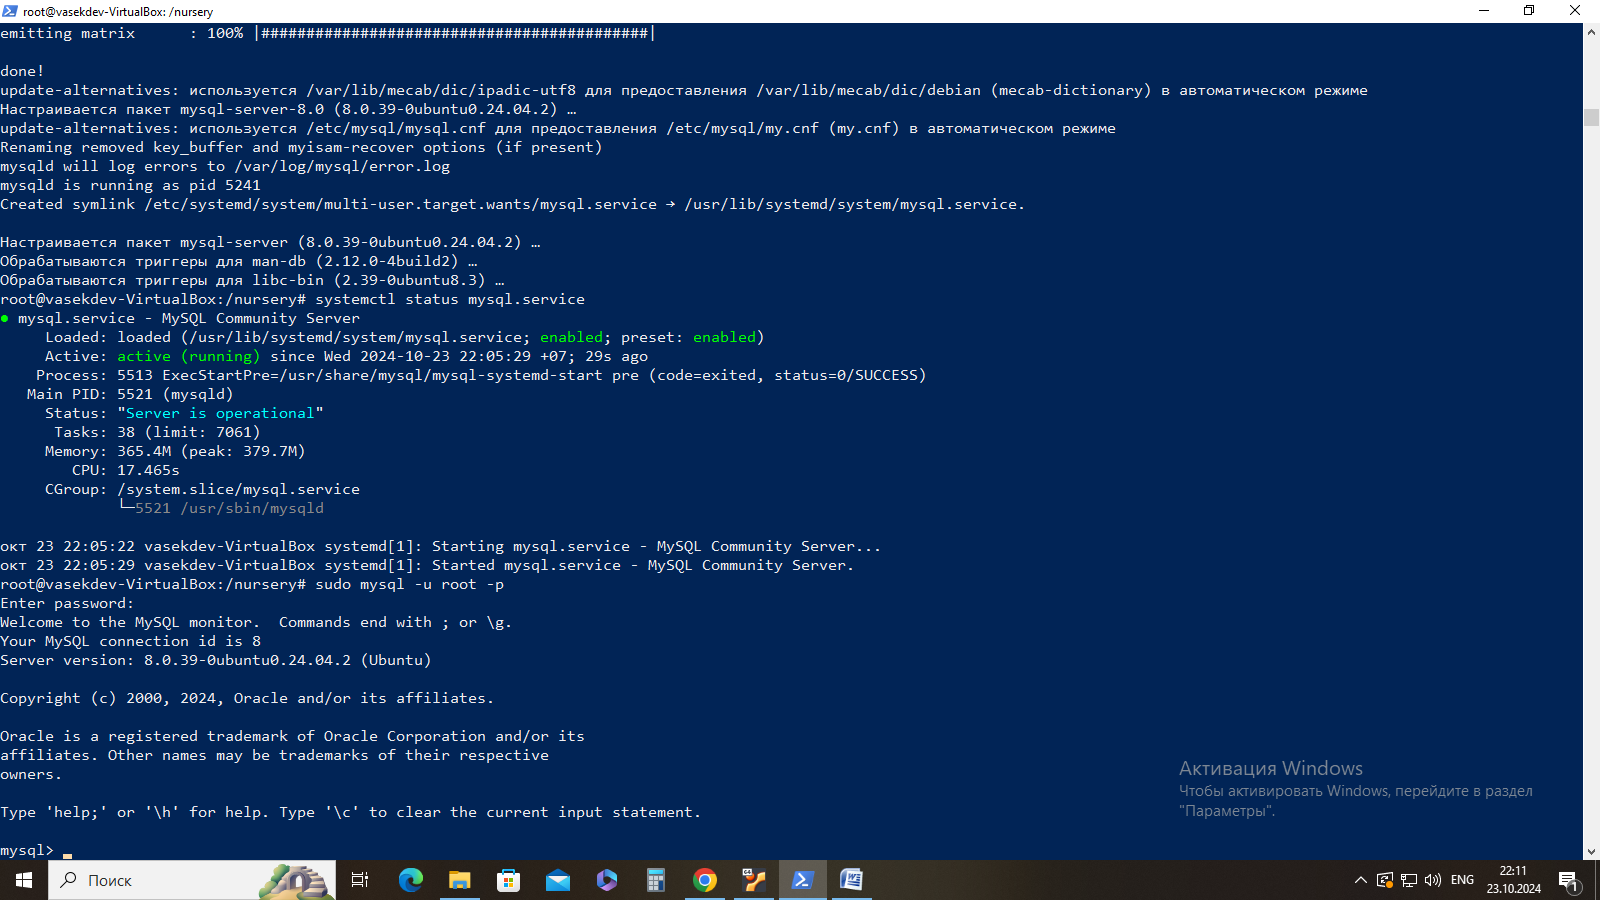 root@vasekdev-VirtualBox: /nursery
emitting matrix      : 100% |###########################################|
done!
update-alternatives: используется /var/lib/mecab/dic/ipadic-utf8 для предоставления /var/lib/mecab/dic/debian (mecab-dictionary) в автоматическом режиме
Настраивается пакет mysql-server-8.0 (8.0.39-0ubuntu0.24.04.2) …
update-alternatives: используется /etc/mysql/mysql.cnf для предоставления /etc/mysql/my.cnf (my.cnf) в автоматическом режиме
Renaming removed key_buffer and myisam-recover options (if present)
mysqld will log errors to /var/log/mysql/error.log
mysqld is running as pid 5241
Created symlink /etc/systemd/system/multi-user.target.wants/mysql.service → /usr/lib/systemd/system/mysql.service.
Настраивается пакет mysql-server (8.0.39-0ubuntu0.24.04.2) …
Обрабатываются триггеры для man-db (2.12.0-4build2) …
Обрабатываются триггеры для libc-bin (2.39-0ubuntu8.3) …
root@vasekdev-VirtualBox:/nursery# systemctl status mysql.service
● mysql.service - MySQL Community Server
     Loaded: loaded (/usr/lib/systemd/system/mysql.service; enabled; preset: enabled)
     Active: active (running) since Wed 2024-10-23 22:05:29 +07; 29s ago
    Process: 5513 ExecStartPre=/usr/share/mysql/mysql-systemd-start pre (code=exited, status=0/SUCCESS)
   Main PID: 5521 (mysqld)
     Status: "Server is operational"
      Tasks: 38 (limit: 7061)
     Memory: 365.4M (peak: 379.7M)
        CPU: 17.465s
     CGroup: /system.slice/mysql.service
             └─5521 /usr/sbin/mysqld
окт 23 22:05:22 vasekdev-VirtualBox systemd[1]: Starting mysql.service - MySQL Community Server...
окт 23 22:05:29 vasekdev-VirtualBox systemd[1]: Started mysql.service - MySQL Community Server.
root@vasekdev-VirtualBox:/nursery# sudo mysql -u root -p
Enter password:
Welcome to the MySQL monitor.  Commands end with ; or \g.
Your MySQL connection id is 8
Server version: 8.0.39-0ubuntu0.24.04.2 (Ubuntu)
Copyright (c) 2000, 2024, Oracle and/or its affiliates.
Oracle is a registered trademark of Oracle Corporation and/or its
affiliates. Other names may be trademarks of their respective
owners.
Type 'help;' or '\h' for help. Type '\c' to clear the current input statement.
mysql> _
Активация Windows
Чтобы активировать Windows, перейдите в раздел
"Параметры".
Поиск
ENG
22:11
23.10.2024
1